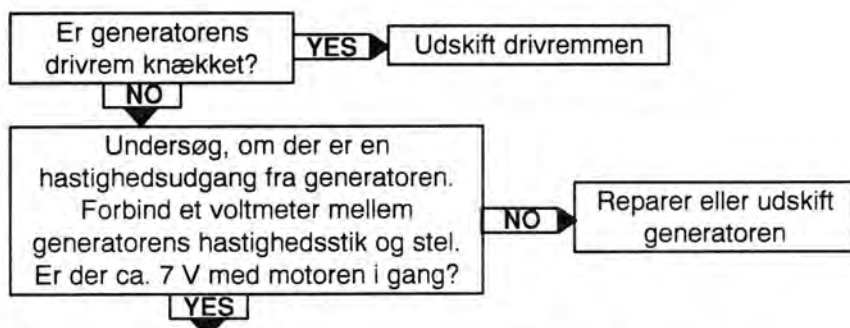 Er generatorens
drivrem knækket?
YES
Udskift drivremmen
NO
Undersøg, om der er en
hastighedsudgang fra generatoren.
Forbind et voltmeter mellem
generatorens hastighedsstik og stel.
Er der ca. 7 V med motoren i gang?
NO
Reparer eller udskift
generatoren
YES